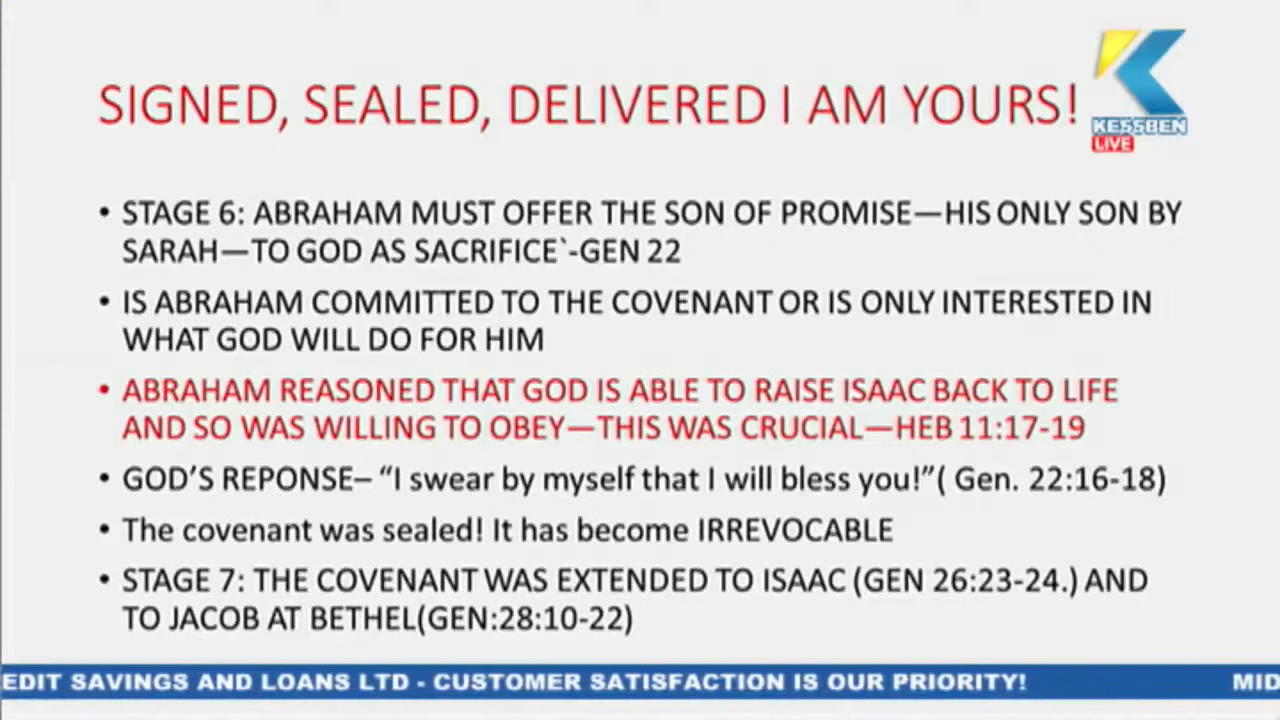 SIGNED, SEALED, DELIVERED I AM YOURS!
KESSBEN
LIVE
• STAGE 6: ABRAHAM MUST OFFER THE SON OF PROMISE—HIS ONLY SON BY
SARAH—TO GOD AS SACRIFICE`-GEN 22
• IS ABRAHAM COMMITTED TO THE COVENANT OR IS ONLY INTERESTED IN
WHAT GOD WILL DO FOR HIM
• ABRAHAM REASONED THAT GOD IS ABLE TO RAISE ISAAC BACK TO LIFE
AND SO WAS WILLING TO OBEY—THIS WAS CRUCIAL—HEB 11:17-19
• GOD’S REPONSE– “I swear by myself that I will bless you!”( Gen. 22:16-18)
• The covenant was sealed! It has become IRREVOCABLE
• STAGE 7: THE COVENANT WAS EXTENDED TO ISAAC (GEN 26:23-24.) AND
TO JACOB AT BETHEL(GEN:28:10-22)
EDIT SAVINGS AND LOANS LTD - CUSTOMER SATISFACTION IS OUR PRIORITY! MID